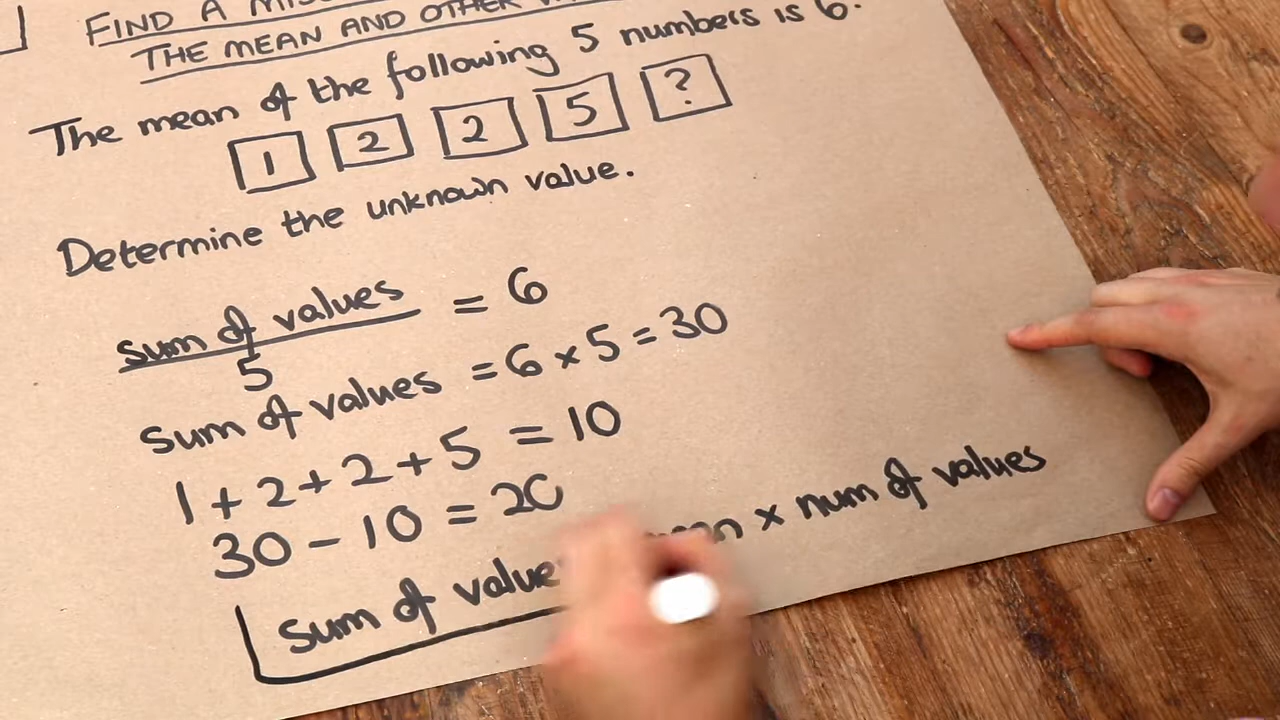 FIND A
THE MEAN AND OTHER
The mean of the following 5 numbers is 6.
1 2 2 5 ?
Determine the unknown value.
sum of values = 6
5
Sum of values = 6 × 5 = 30
1 + 2 + 2 + 5 = 10
30 - 10 = 20
Sum of values mean × num of values